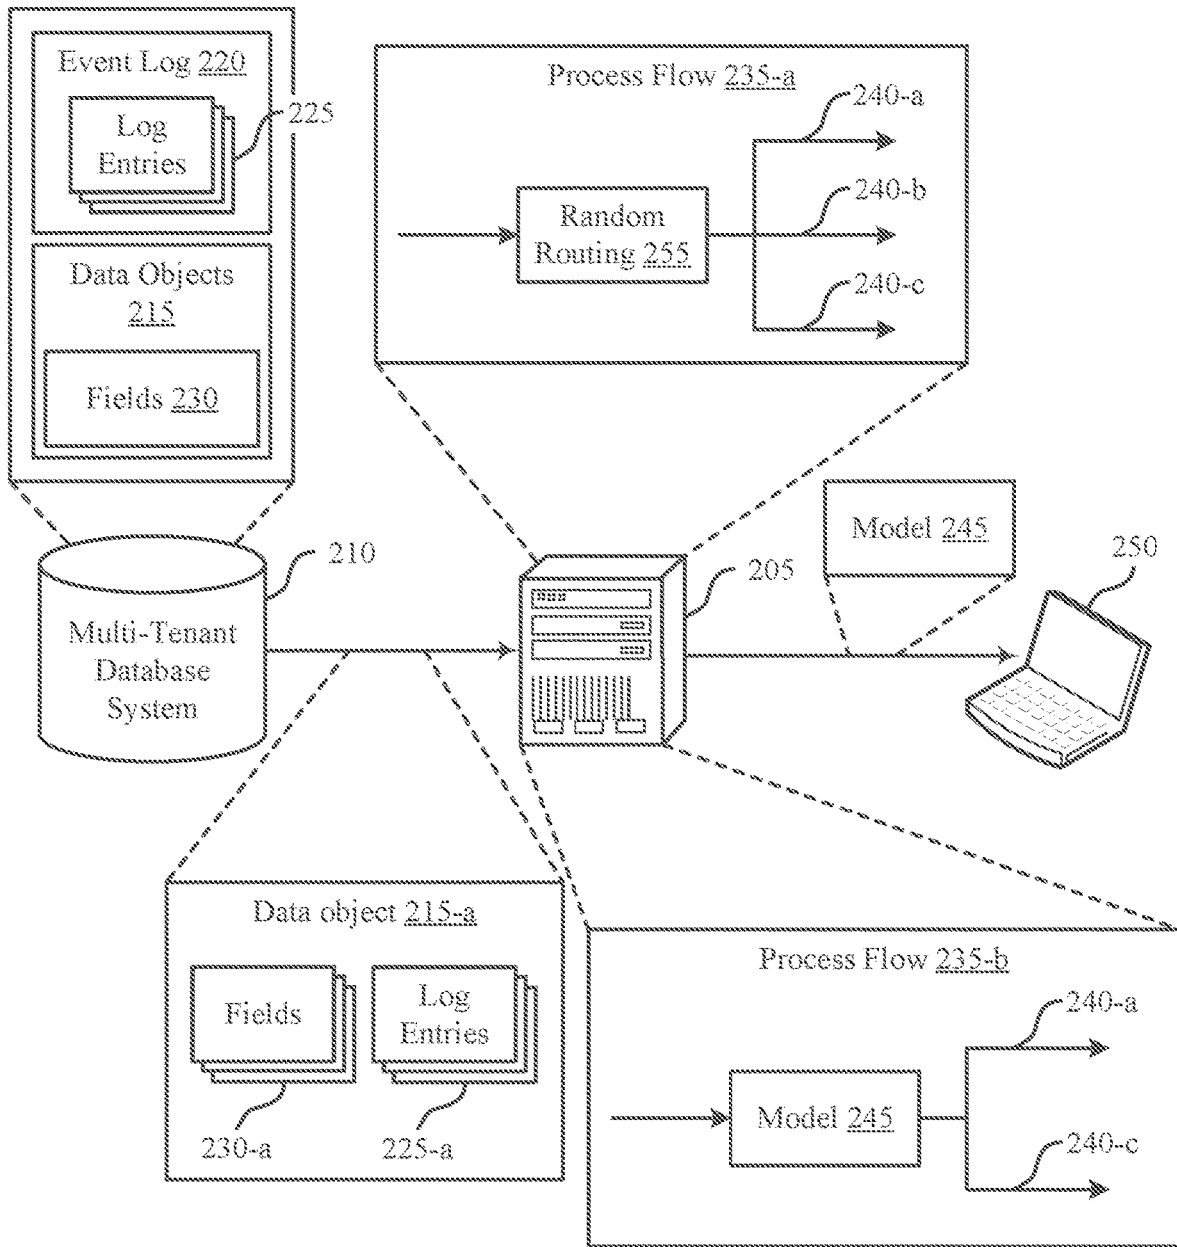 Event Log 220
Log
Entries
225
Data Objects
215
Fields 230
Process Flow 235-a
240-a
240-b
240-c
Random
Routing 255
Model 245
210
205
250
Multi-Tenant
Database
System
Data object 215-a
Fields
Log
Entries
230-a
225-a
Process Flow 235-b
240-a
Model 245
240-c